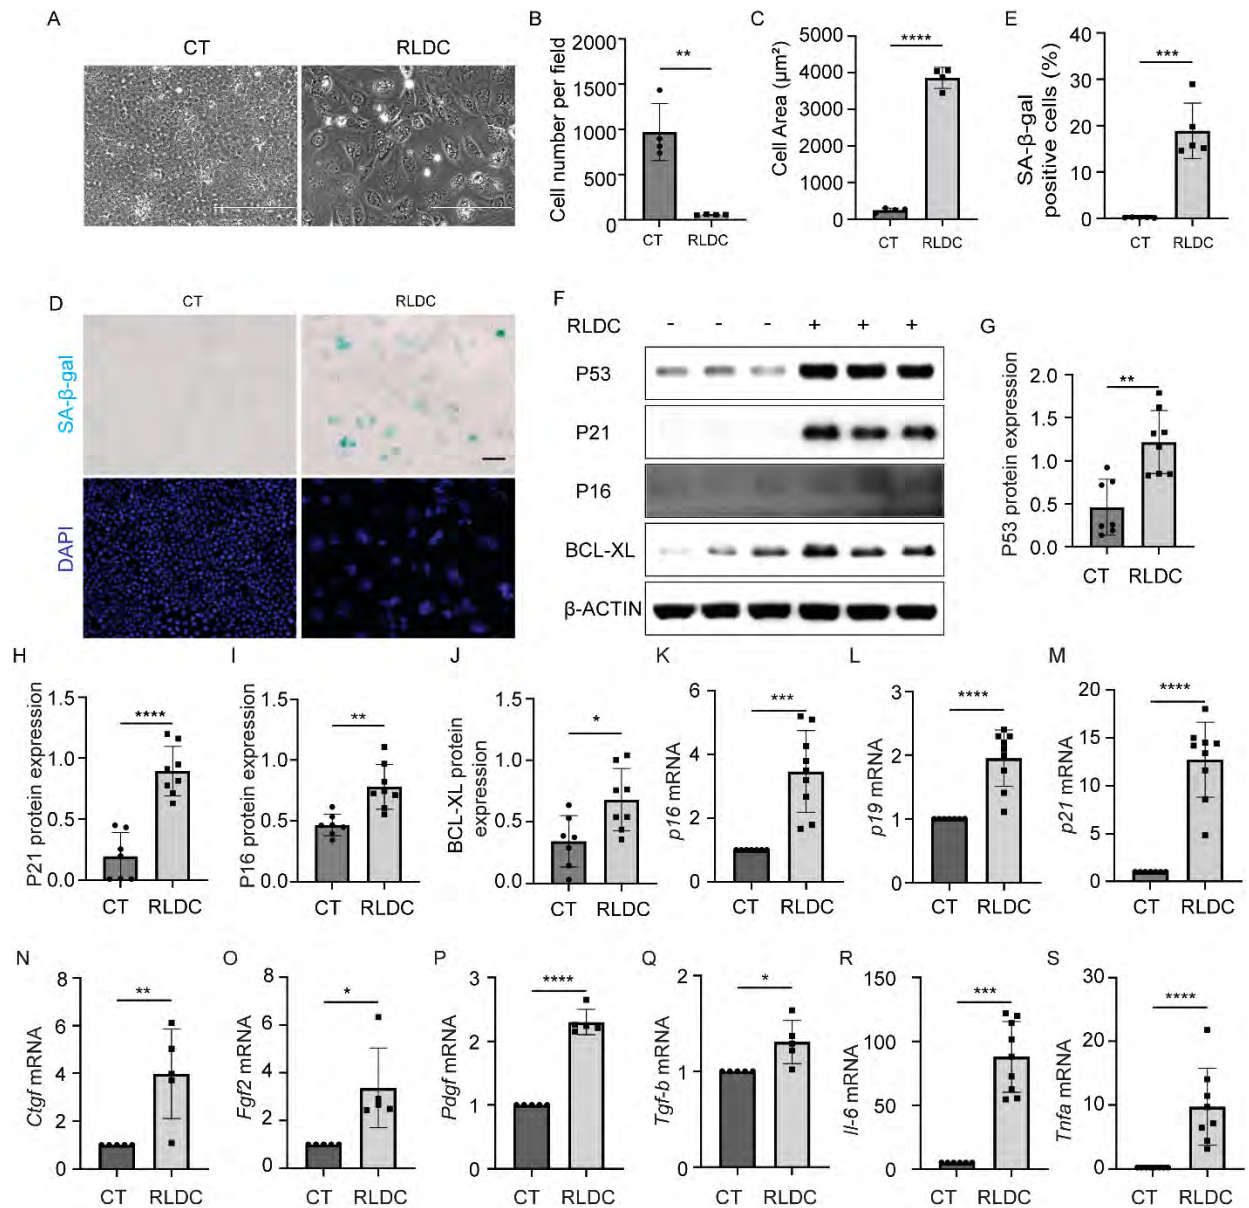 A
CT
RLDC
B
Cell number per field
2000
1500
1000
500
0
**
CT
RLDC
C
Cell Area (µm²)
5000
4000
3000
2000
1000
0
****
CT
RLDC
E
SA-β-gal
positive cells (%)
40
30
20
10
0
***
CT
RLDC
D
CT
RLDC
SA-β-gal
DAPI
F
RLDC - - - + + +
P53
P21
P16
BCL-XL
β-ACTIN
G
P53 protein expression
2.0
1.5
1.0
0.5
0.0
**
CT
RLDC
H
P21 protein expression
1.5
1.0
0.5
0.0
****
CT
RLDC
I
P16 protein expression
1.5
1.0
0.5
0.0
**
CT
RLDC
J
BCL-XL protein
expression
1.5
1.0
0.5
0.0
*
CT
RLDC
K
p16 mRNA
6
4
2
0
***
CT
RLDC
L
p19 mRNA
3
2
1
0
****
CT
RLDC
M
p21 mRNA
20
15
10
5
0
****
CT
RLDC
N
Ctgf mRNA
8
6
4
2
0
**
CT
RLDC
O
Fgf2 mRNA
8
6
4
2
0
*
CT
RLDC
P
Pdgf mRNA
3
2
1
0
****
CT
RLDC
Q
Tgf-b mRNA
2
1
0
*
CT
RLDC
R
Il-6 mRNA
150
100
50
0
***
CT
RLDC
S
Tnfa mRNA
30
20
10
0
****
CT
RLDC